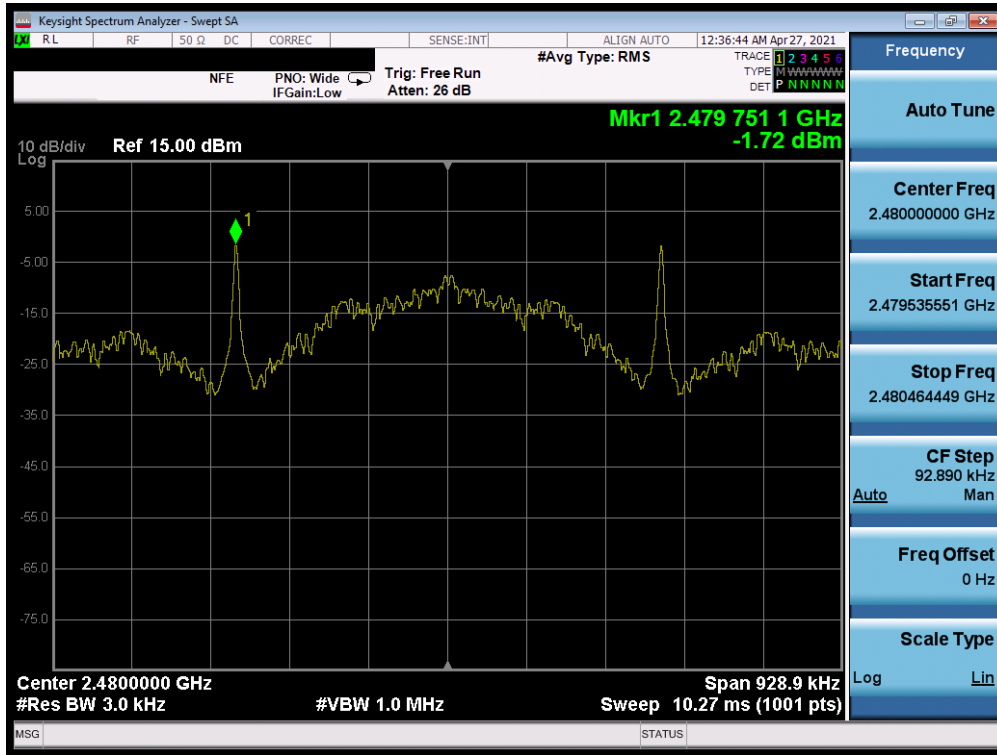 Keysight Spectrum Analyzer - Swept SA
LXI RL RF 50 Ω DC CORREC SENSE:INT ALIGN AUTO 12:36:44 AM Apr 27, 2021
#Avg Type: RMS TRACE 1 2 3 4 5 6
NFE PNO: Wide Trig: Free Run TYPE M WWWWW
IFGain:Low Atten: 26 dB DET P N N N N N
Mkr1 2.479 751 1 GHz
-1.72 dBm
10 dB/div Ref 15.00 dBm
Log
1
5.00
-5.00
-15.0
-25.0
-35.0
-45.0
-55.0
-65.0
-75.0
Center 2.4800000 GHz Span 928.9 kHz
#Res BW 3.0 kHz #VBW 1.0 MHz Sweep 10.27 ms (1001 pts)
MSG STATUS
Frequency
Auto Tune
Center Freq
2.480000000 GHz
Start Freq
2.479535551 GHz
Stop Freq
2.480464449 GHz
CF Step
92.890 kHz
Auto Man
Freq Offset
0 Hz
Scale Type
Log Lin